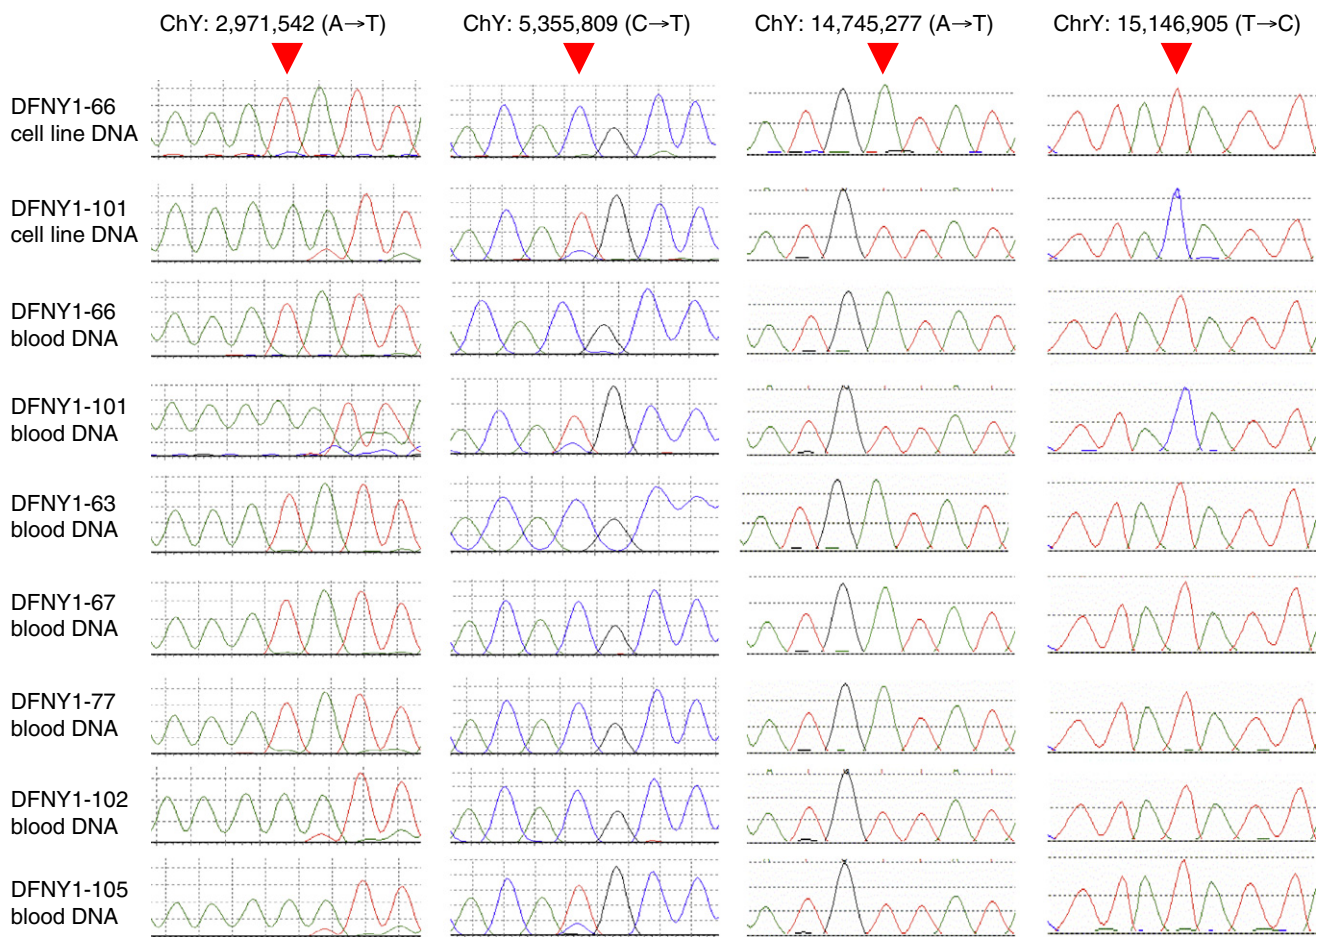 ChY: 2,971,542 (A→T) ChY: 5,355,809 (C→T) ChY: 14,745,277 (A→T) ChrY: 15,146,905 (T→C)
DFNY1-66
cell line DNA
DFNY1-101
cell line DNA
DFNY1-66
blood DNA
DFNY1-101
blood DNA
DFNY1-63
blood DNA
DFNY1-67
blood DNA
DFNY1-77
blood DNA
DFNY1-102
blood DNA
DFNY1-105
blood DNA